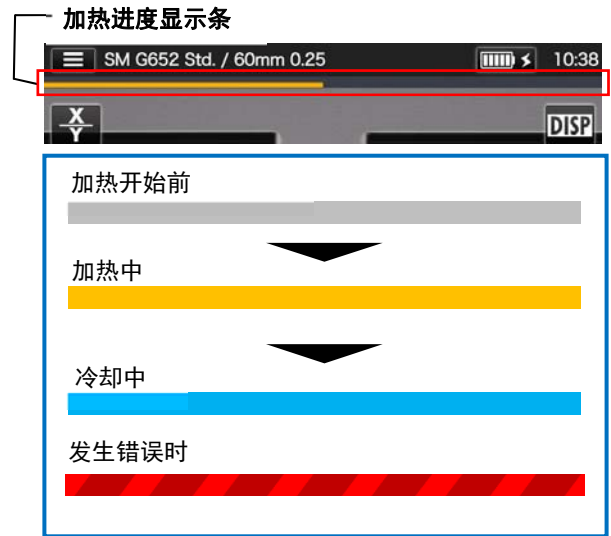 加热进度显示条
SM G652 Std. / 60mm 0.25
10:38
X
Y
DISP
加热开始前
加热中
冷却中
发生错误时